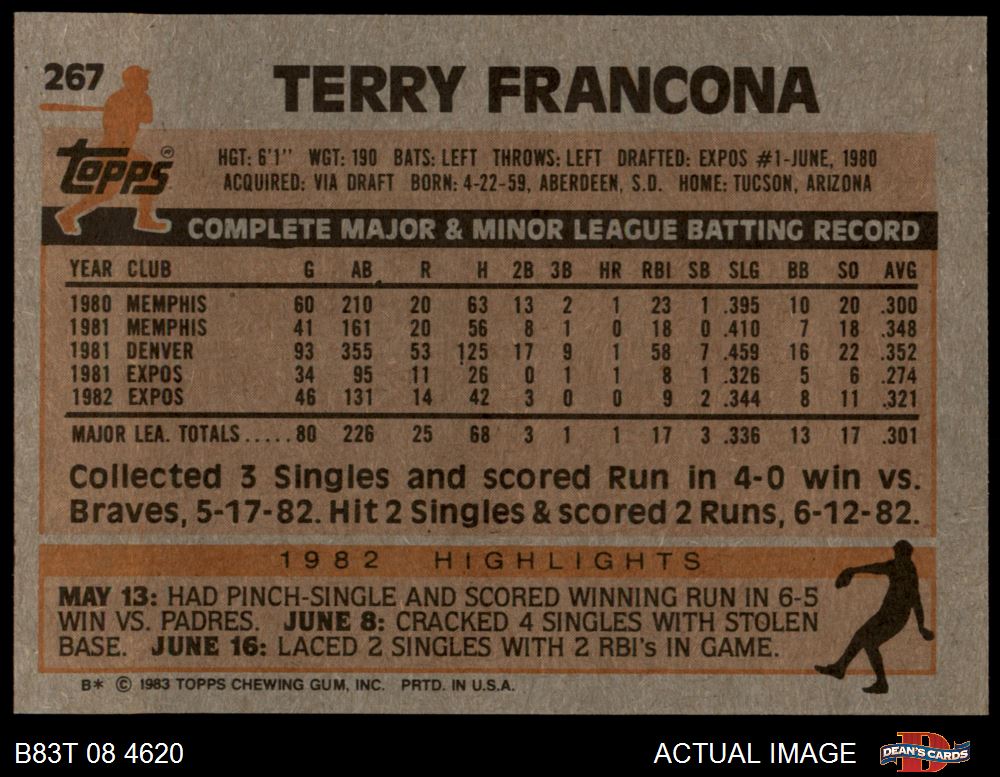 267
TERRY FRANCONA
Topps®
HGT: 6'1" WGT: 190 BATS: LEFT THROWS: LEFT DRAFTED: EXPOS #1-JUNE, 1980
ACQUIRED: VIA DRAFT BORN: 4-22-59, ABERDEEN, S.D. HOME: TUCSON, ARIZONA
COMPLETE MAJOR & MINOR LEAGUE BATTING RECORD
YEAR CLUB G AB R H 2B 3B HR RBI SB SLG BB SO AVG
1980 MEMPHIS 60 210 20 63 13 2 1 23 1 .395 10 20 .300
1981 MEMPHIS 41 161 20 56 8 1 0 18 0 .410 7 18 .348
1981 DENVER 93 355 53 125 17 9 1 58 7 .459 16 22 .352
1981 EXPOS 34 95 11 26 0 1 1 8 1 .326 5 6 .274
1982 EXPOS 46 131 14 42 3 0 0 9 2 .344 8 11 .321
MAJOR LEA. TOTALS.....80 226 25 68 3 1 1 17 3 .336 13 17 .301
Collected 3 Singles and scored Run in 4-0 win vs.
Braves, 5-17-82. Hit 2 Singles & scored 2 Runs, 6-12-82.
1982 HIGHLIGHTS
MAY 13: HAD PINCH-SINGLE AND SCORED WINNING RUN IN 6-5
WIN VS. PADRES. JUNE 8: CRACKED 4 SINGLES WITH STOLEN
BASE. JUNE 16: LACED 2 SINGLES WITH 2 RBI's IN GAME.
B* © 1983 TOPPS CHEWING GUM, INC. PRTD. IN U.S.A.
B83T 08 4620
ACTUAL IMAGE
D
DEAN'S CARDS